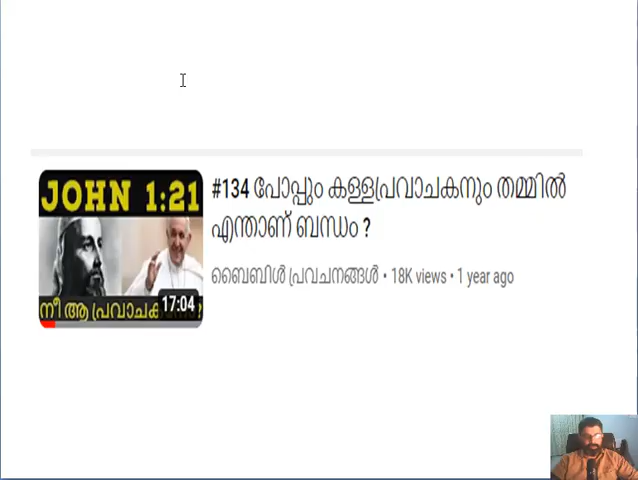 JOHN 1:21
നീ ആ പ്രവാചക
17:04
#134 പോപ്പും കള്ളപ്രവാചകനും തമ്മിൽ
എന്താണ് ബന്ധം ?
ബൈബിൾ പ്രവചനങ്ങൾ • 18K views • 1 year ago